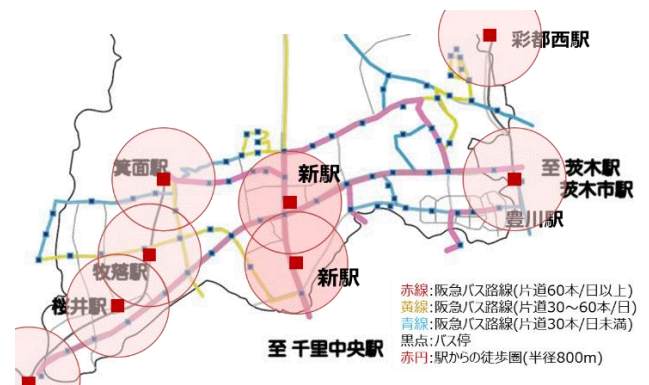 彩都西駅
箕面駅
新駅
至 茨木駅
茨木市駅
豊川駅
牧落駅
新駅
桜井駅
至 千里中央駅
赤線:阪急バス路線(片道60本/日以上)
黄線:阪急バス路線(片道30～60本/日)
青線:阪急バス路線(片道30本/日未満)
黒点:バス停
赤円:駅からの徒歩圏(半径800m)